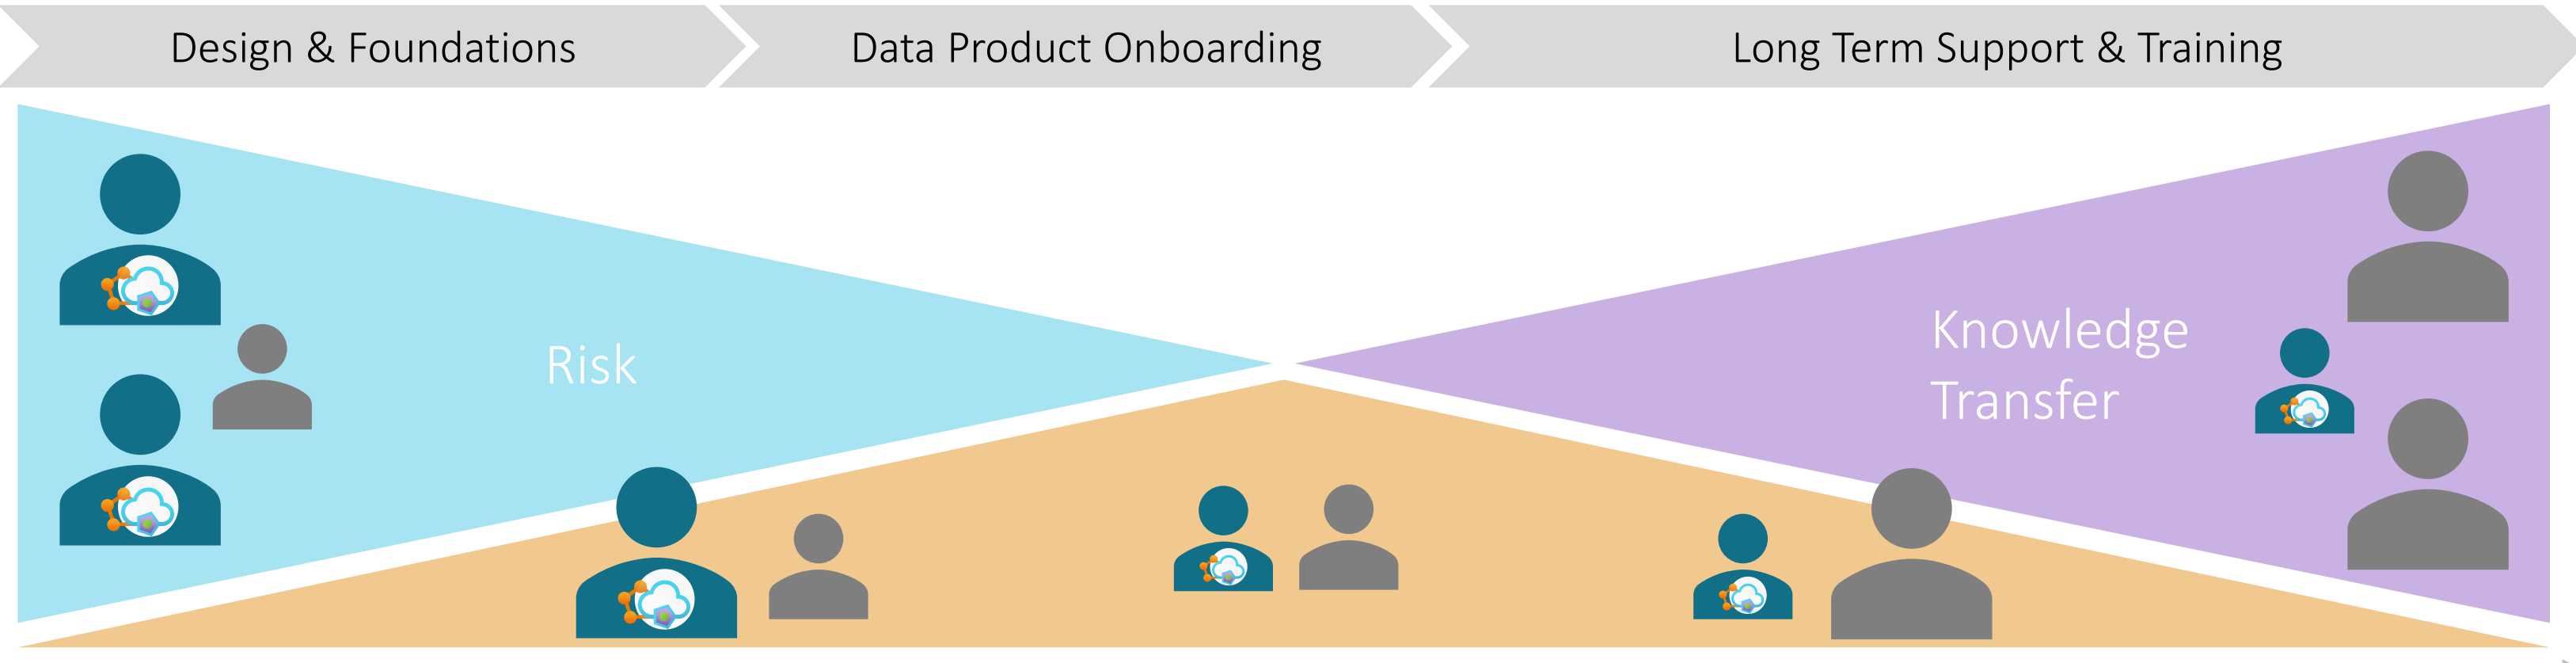 Design & Foundations
Data Product Onboarding
Long Term Support & Training
Risk
Knowledge
Transfer